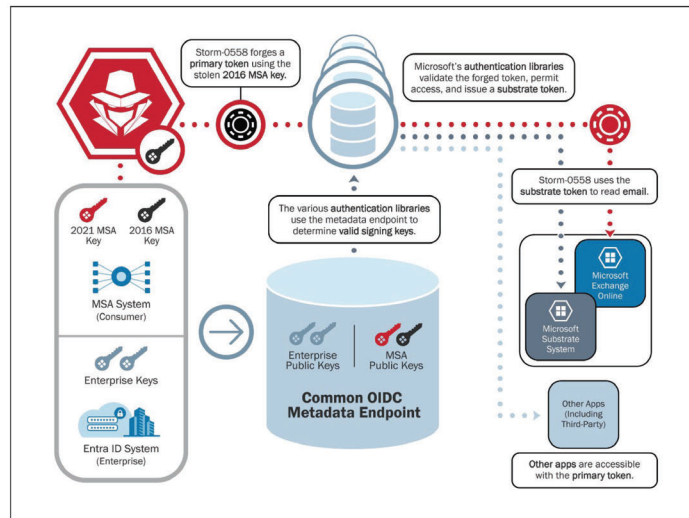 Storm-0558 forges a
primary token using the
stolen 2016 MSA key.
Microsoft's authentication libraries
validate the forged token, permit
access, and issue a substrate token.
Storm-0558 uses the
substrate token to read email.
The various authentication libraries
use the metadata endpoint to
determine valid signing keys.
2021 MSA
Key
2016 MSA
Key
MSA System
(Consumer)
Enterprise Keys
Entra ID System
(Enterprise)
Enterprise
Public Keys
MSA
Public Keys
Common OIDC
Metadata Endpoint
Microsoft
Exchange
Online
Microsoft
Substrate
System
Other Apps
(Including
Third-Party)
Other apps are accessible
with the primary token.